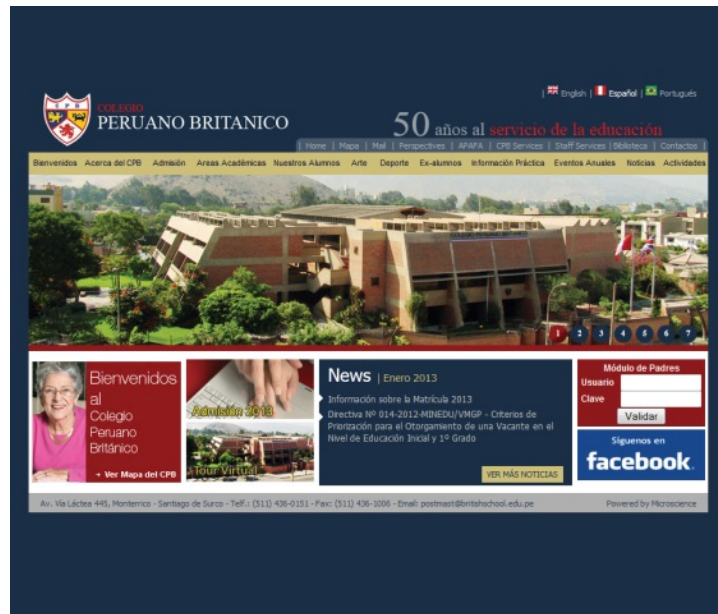 | English | Español | Português
C P B
COLEGIO
PERUANO BRITANICO
50 años al servicio de la educación
| Home | Mapa | Mail | Perspectives | APAFA | CPB Services | Staff Services |Biblioteca | Contactos |
Bienvenidos Acerca del CPB Admisión Areas Académicas Nuestros Alumnos Arte Deporte Ex-alumnos Información Práctica Eventos Anuales Noticias Actividades
COLEGIO PERUANO BRITANICO
1 2 3 4 5 6 7
Bienvenidos
al
Colegio
Peruano
Británico
→ Ver Mapa del CPB
Admisión 2013
Tour Virtual
News | Enero 2013
Información sobre la Matrícula 2013
Directiva Nº 014-2012-MINEDU/VMGP - Criterios de
Priorización para el Otorgamiento de una Vacante en el
Nivel de Educación Inicial y 1º Grado
VER MÁS NOTICIAS
Módulo de Padres
Usuario
Clave
Validar
Síguenos en
facebook.
Av. Vía Láctea 445, Monterrico - Santiago de Surco - Telf.: (511) 436-0151 - Fax: (511) 436-1006 - Email: postmast@britishschool.edu.pe
Powered by Microscience